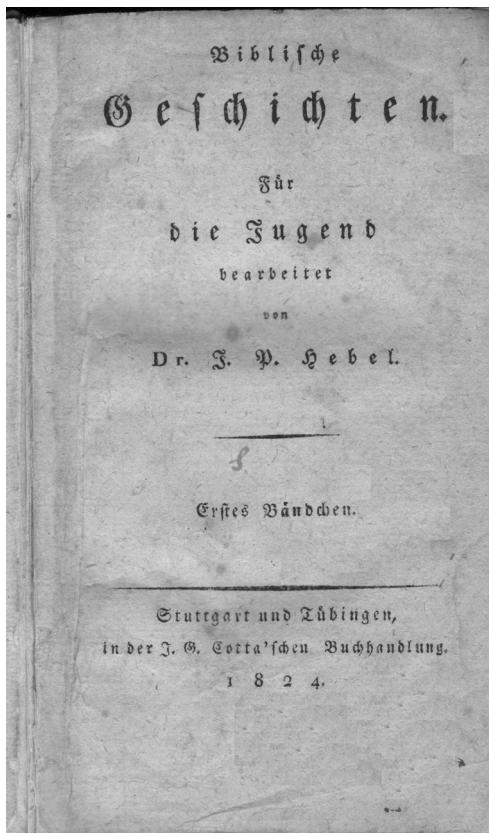 Biblische
Geschichten.
Für
die Jugend
bearbeitet
von
Dr. J. P. Hebel.
Erstes Bändchen.
Stuttgart und Tübingen,
in der J. G. Cotta'schen Buchhandlung.
1824.